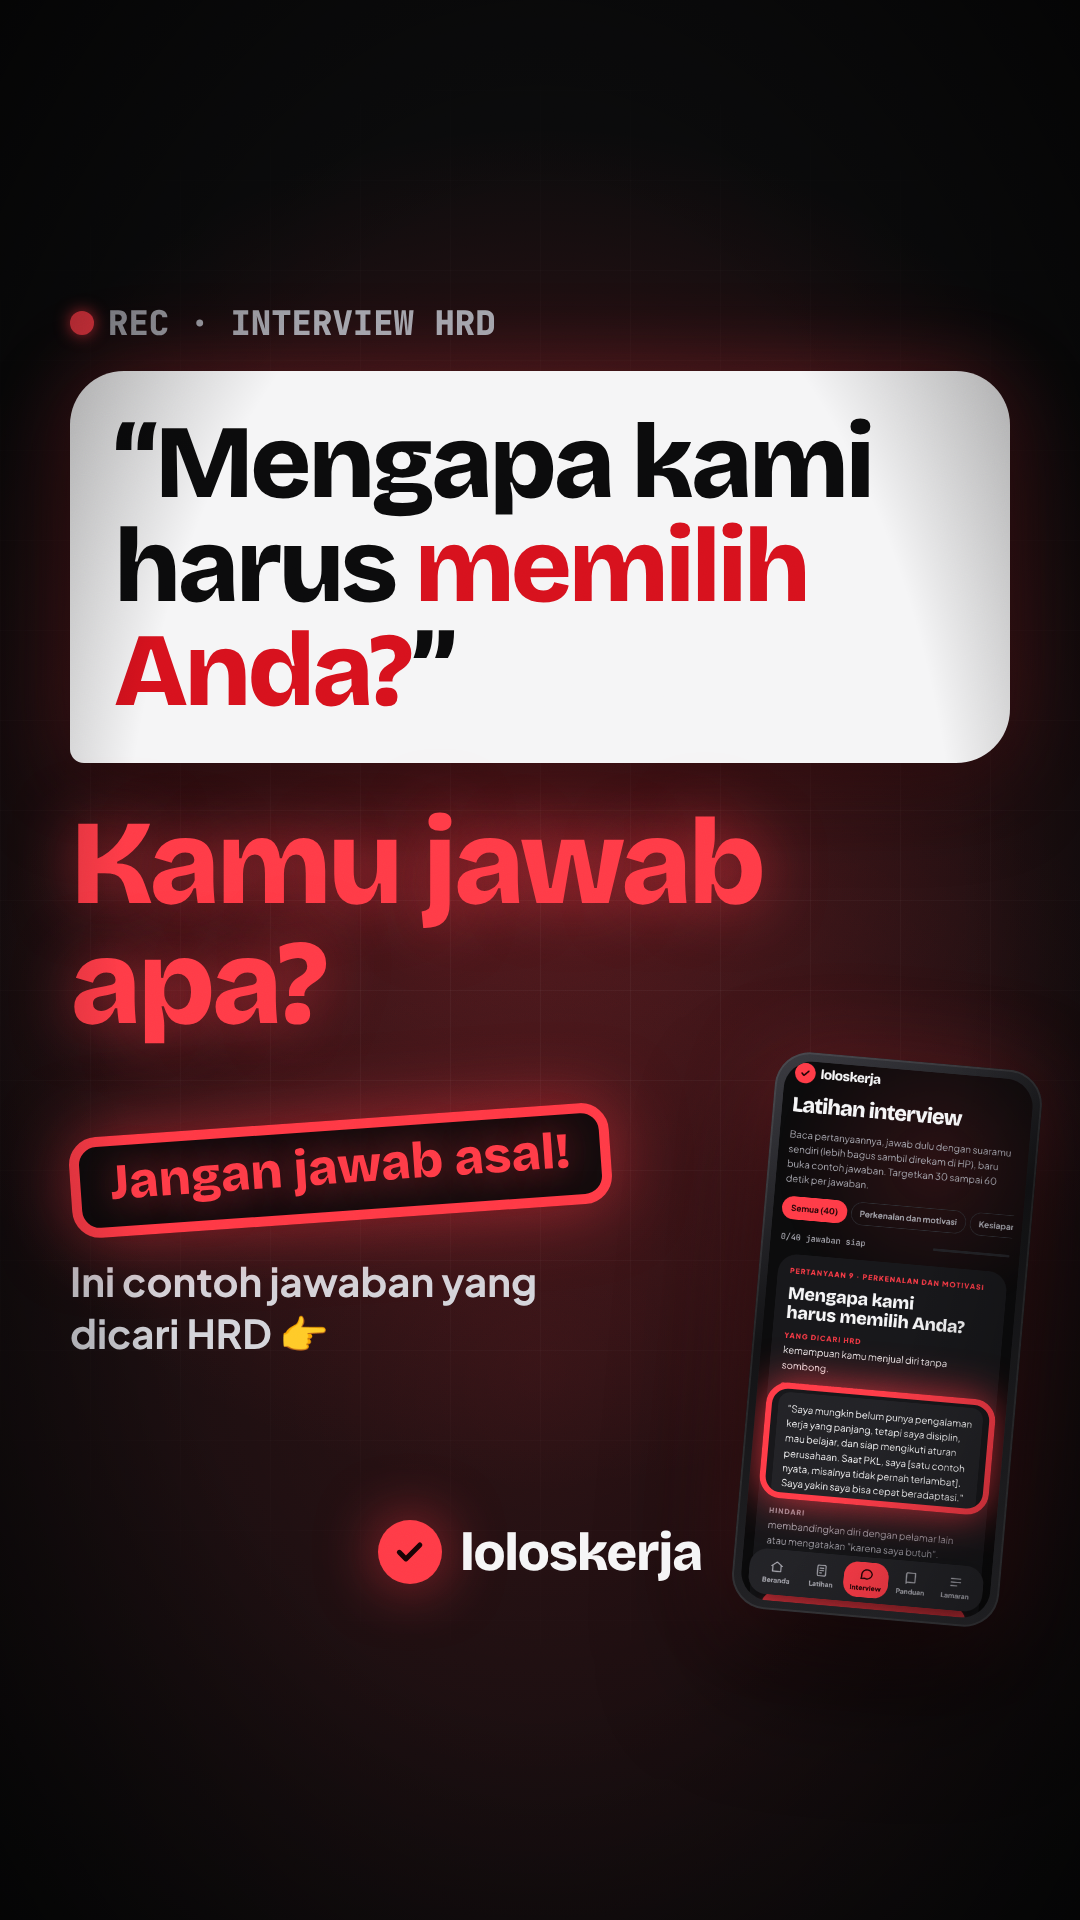 REC · INTERVIEW HRD
“Mengapa kami
harus memilih
Anda?”
Kamu jawab
apa?
Jangan jawab asal!
Ini contoh jawaban yang
dicari HRD 👉
loloskerja
loloskerja
Latihan interview
Baca pertanyaannya, jawab dulu dengan suaramu
sendiri (lebih bagus sambil direkam di HP), baru
buka contoh jawaban. Targetkan 30 sampai 60
detik per jawaban.
Semua (40)
Perkenalan dan motivasi
Kesiapan
0/40 jawaban siap
PERTANYAAN 9 · PERKENALAN DAN MOTIVASI
Mengapa kami
harus memilih Anda?
YANG DICARI HRD
kemampuan kamu menjual diri tanpa
sombong.
"Saya mungkin belum punya pengalaman
kerja yang panjang, tetapi saya disiplin,
mau belajar, dan siap mengikuti aturan
perusahaan. Saat PKL, saya [satu contoh
nyata, misalnya tidak pernah terlambat].
Saya yakin saya bisa cepat beradaptasi."
HINDARI
membandingkan diri dengan pelamar lain
atau mengatakan "karena saya butuh".
Beranda
Latihan
Interview
Panduan
Lamaran